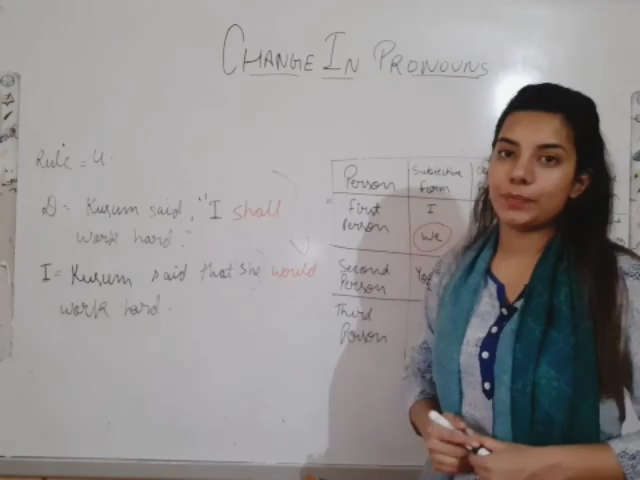 CHANGE IN PRONOUNS
Rule = 4.
D = Kusum said, "I shall
work hard."
I = Kusum said that she would
work hard.
Person Subjective
form
First
Person I
We
Second
Person
Third
Person